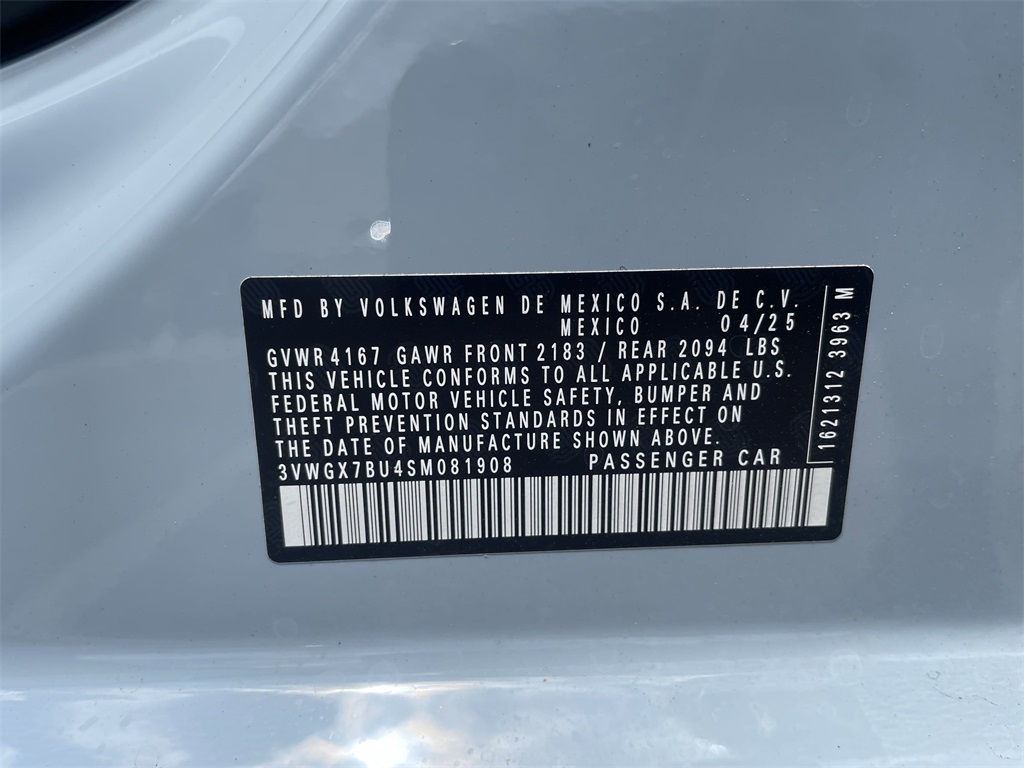 MFD BY VOLKSWAGEN DE MEXICO S.A. DE C.V.
MEXICO 04/25
GVWR 4167 GAWR FRONT 2183 / REAR 2094 LBS
THIS VEHICLE CONFORMS TO ALL APPLICABLE U.S.
FEDERAL MOTOR VEHICLE SAFETY, BUMPER AND
THEFT PREVENTION STANDARDS IN EFFECT ON
THE DATE OF MANUFACTURE SHOWN ABOVE.
3VWGX7BU4SM081908 PASSENGER CAR
1621312 3963 M